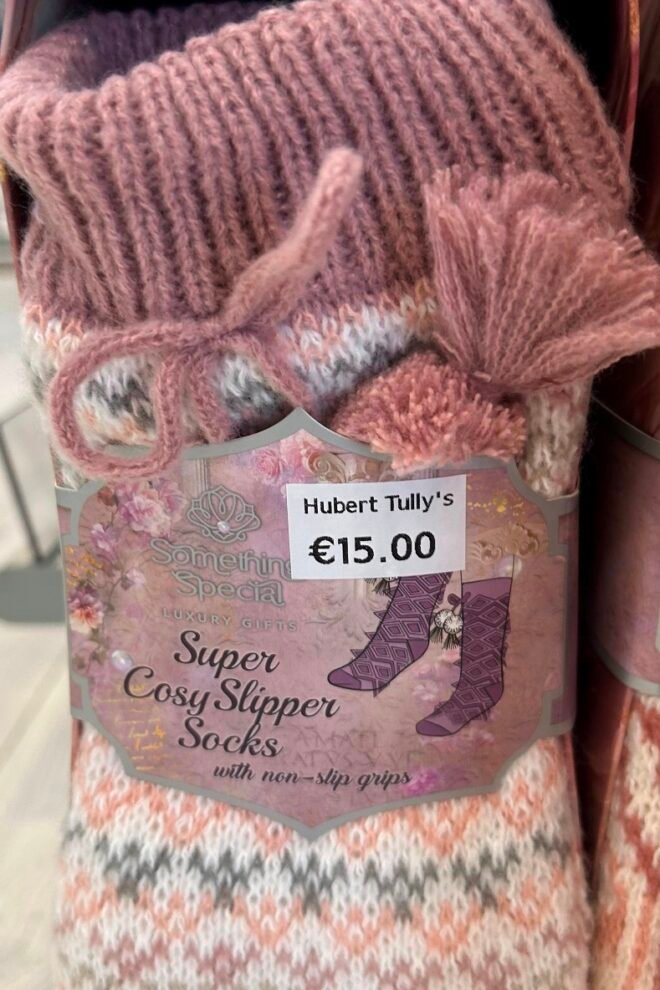 Hubert Tully's
€15.00
Something
Special
LUXURY GIFTS
Super
Cosy Slipper
Socks
with non-slip grips